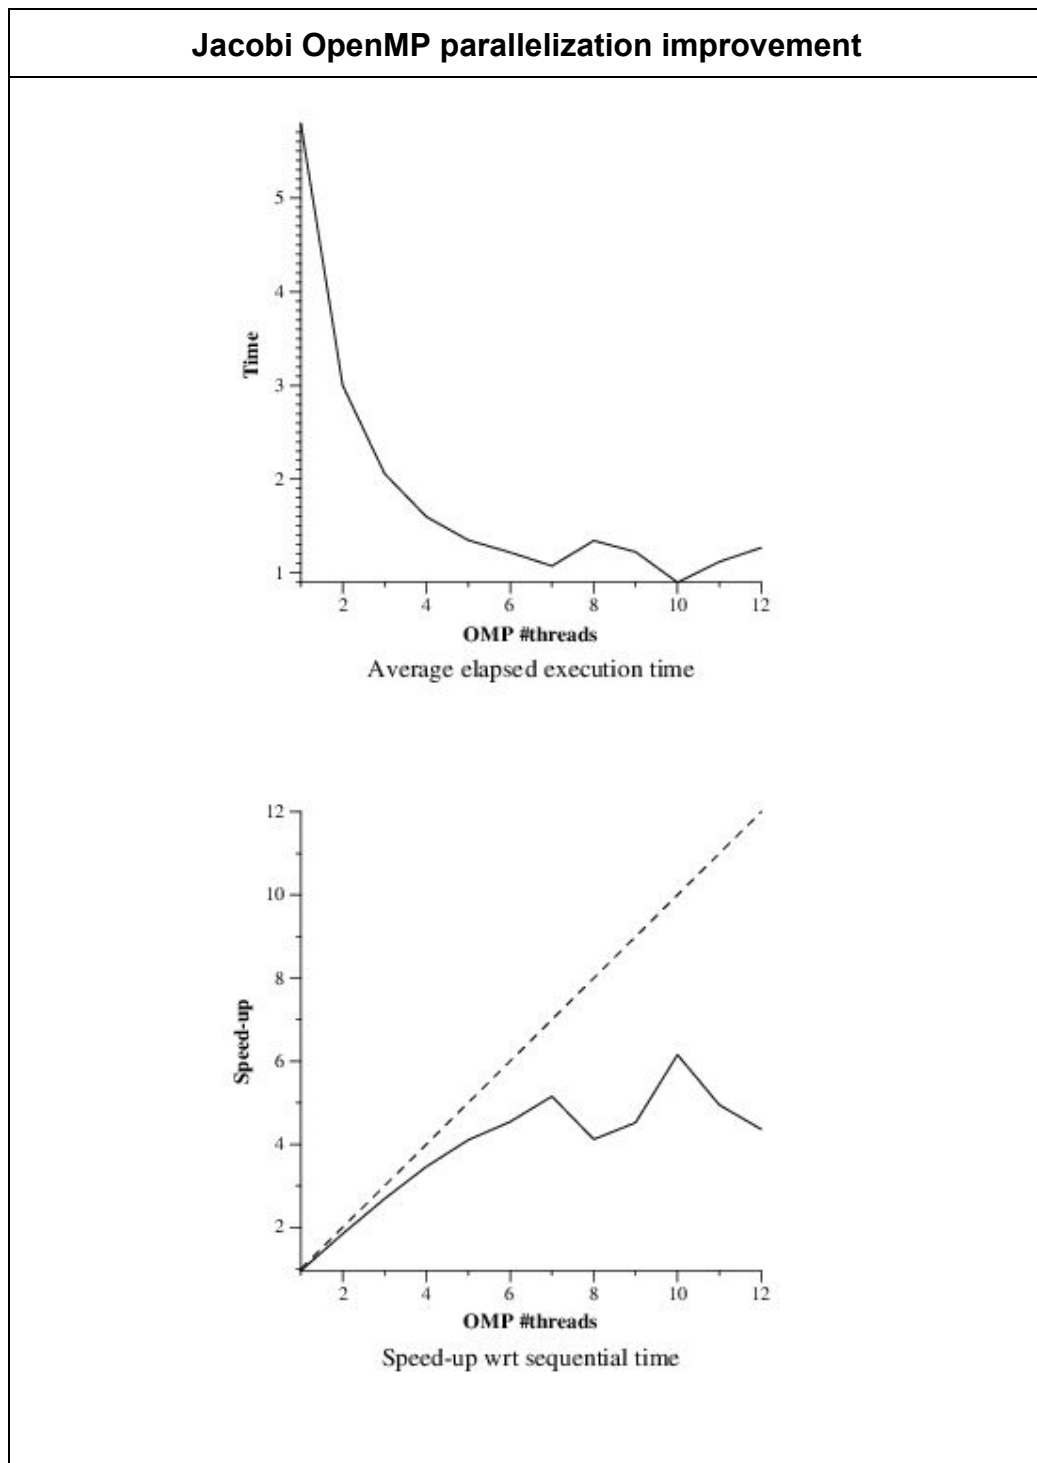 Jacobi OpenMP parallelization improvement
5
4
3
2
1
Time
2 4 6 8 10 12
OMP #threads
Average elapsed execution time
12
10
8
6
4
2
Speed-up
2 4 6 8 10 12
OMP #threads
Speed-up wrt sequential time